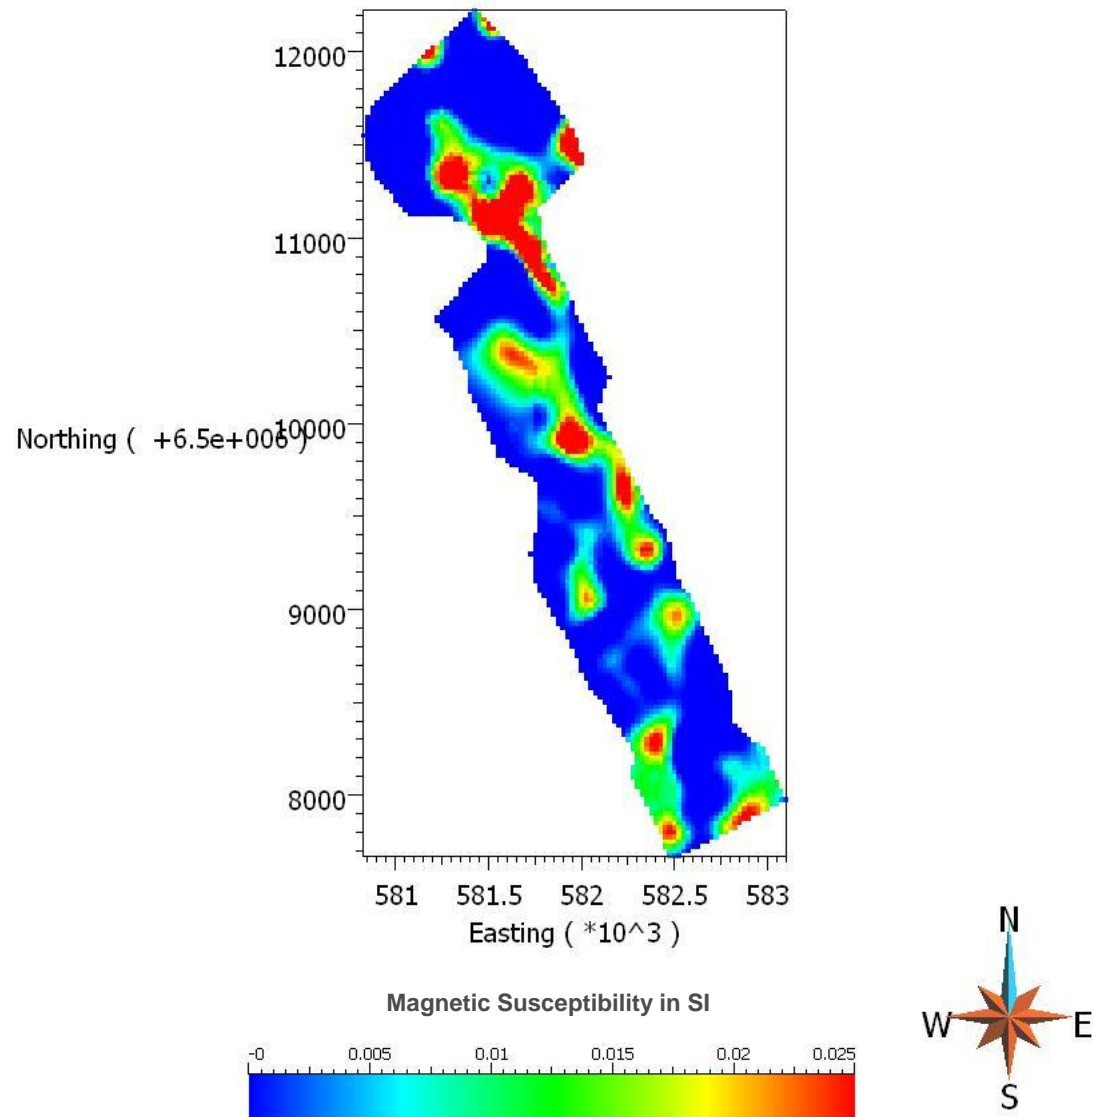 12000
11000
10000
Northing ( +6.5e+006 )
9000
8000
581 581.5 582 582.5 583
Easting ( *10^3 )
N
Magnetic Susceptibility in SI
W E
-0 0.005 0.01 0.015 0.02 0.025
S